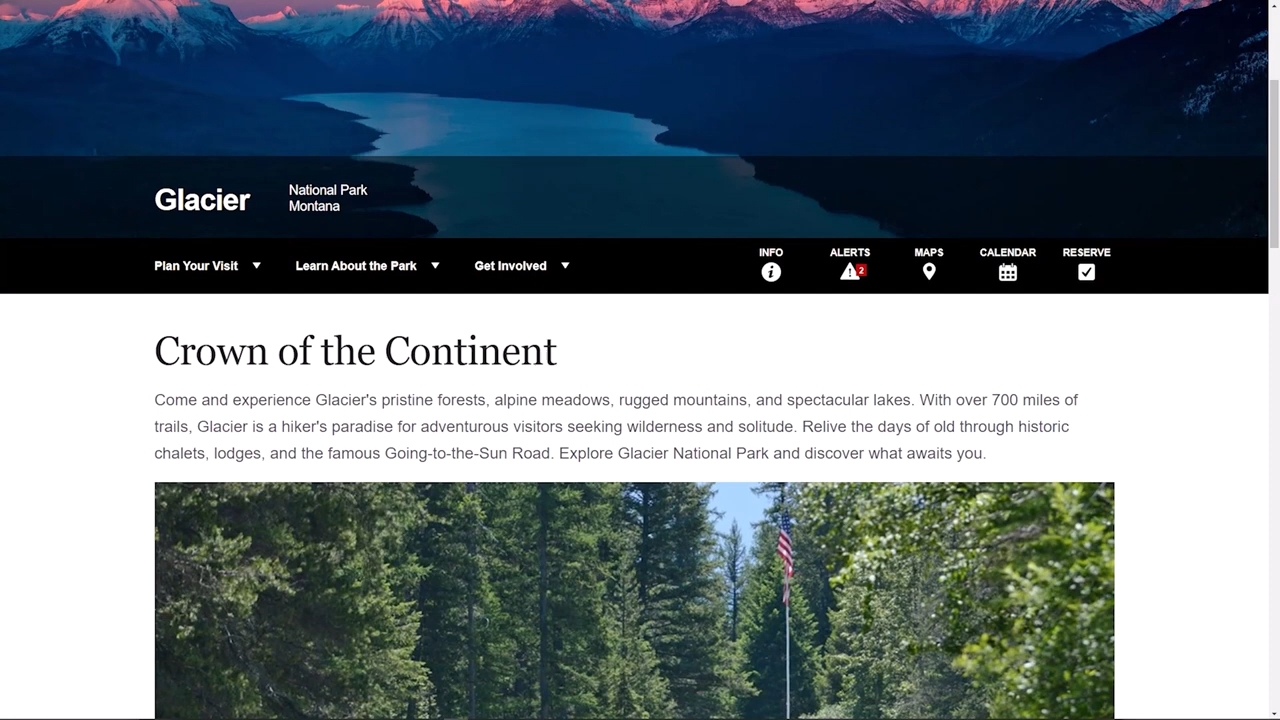 Glacier
National Park
Montana
Plan Your Visit
Learn About the Park
Get Involved
INFO
ALERTS
2
MAPS
CALENDAR
RESERVE
Crown of the Continent
Come and experience Glacier's pristine forests, alpine meadows, rugged mountains, and spectacular lakes. With over 700 miles of
trails, Glacier is a hiker's paradise for adventurous visitors seeking wilderness and solitude. Relive the days of old through historic
chalets, lodges, and the famous Going-to-the-Sun Road. Explore Glacier National Park and discover what awaits you.